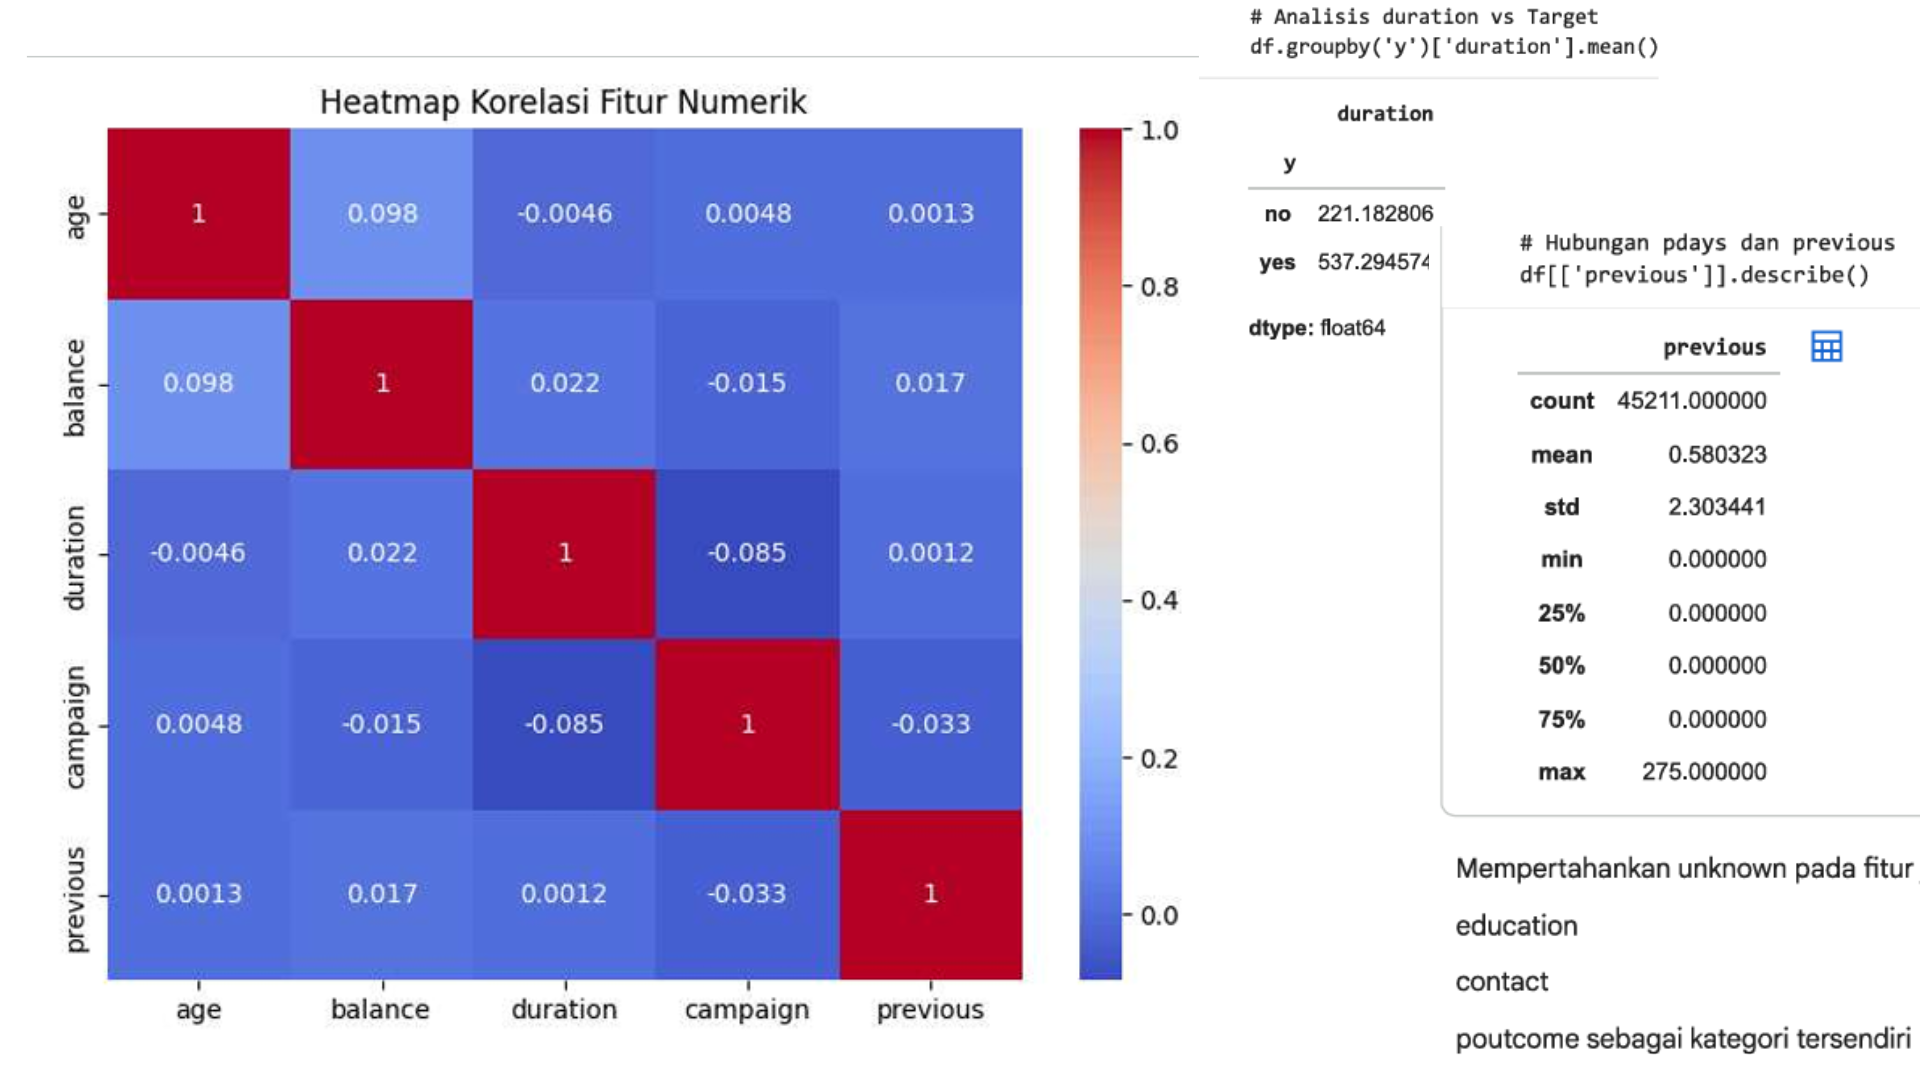 # Analisis duration vs Target
df.groupby('y')['duration'].mean()
duration
y
no 221.182806
yes 537.294574
dtype: float64
Heatmap Korelasi Fitur Numerik
age 1 0.098 -0.0046 0.0048 0.0013
balance 0.098 1 0.022 -0.015 0.017
duration -0.0046 0.022 1 -0.085 0.0012
campaign 0.0048 -0.015 -0.085 1 -0.033
previous 0.0013 0.017 0.0012 -0.033 1
age balance duration campaign previous
1.0
0.8
0.6
0.4
0.2
0.0
# Hubungan pdays dan previous
df[['previous']].describe()
previous
count 45211.000000
mean 0.580323
std 2.303441
min 0.000000
25% 0.000000
50% 0.000000
75% 0.000000
max 275.000000
Mempertahankan unknown pada fitur
education
contact
poutcome sebagai kategori tersendiri